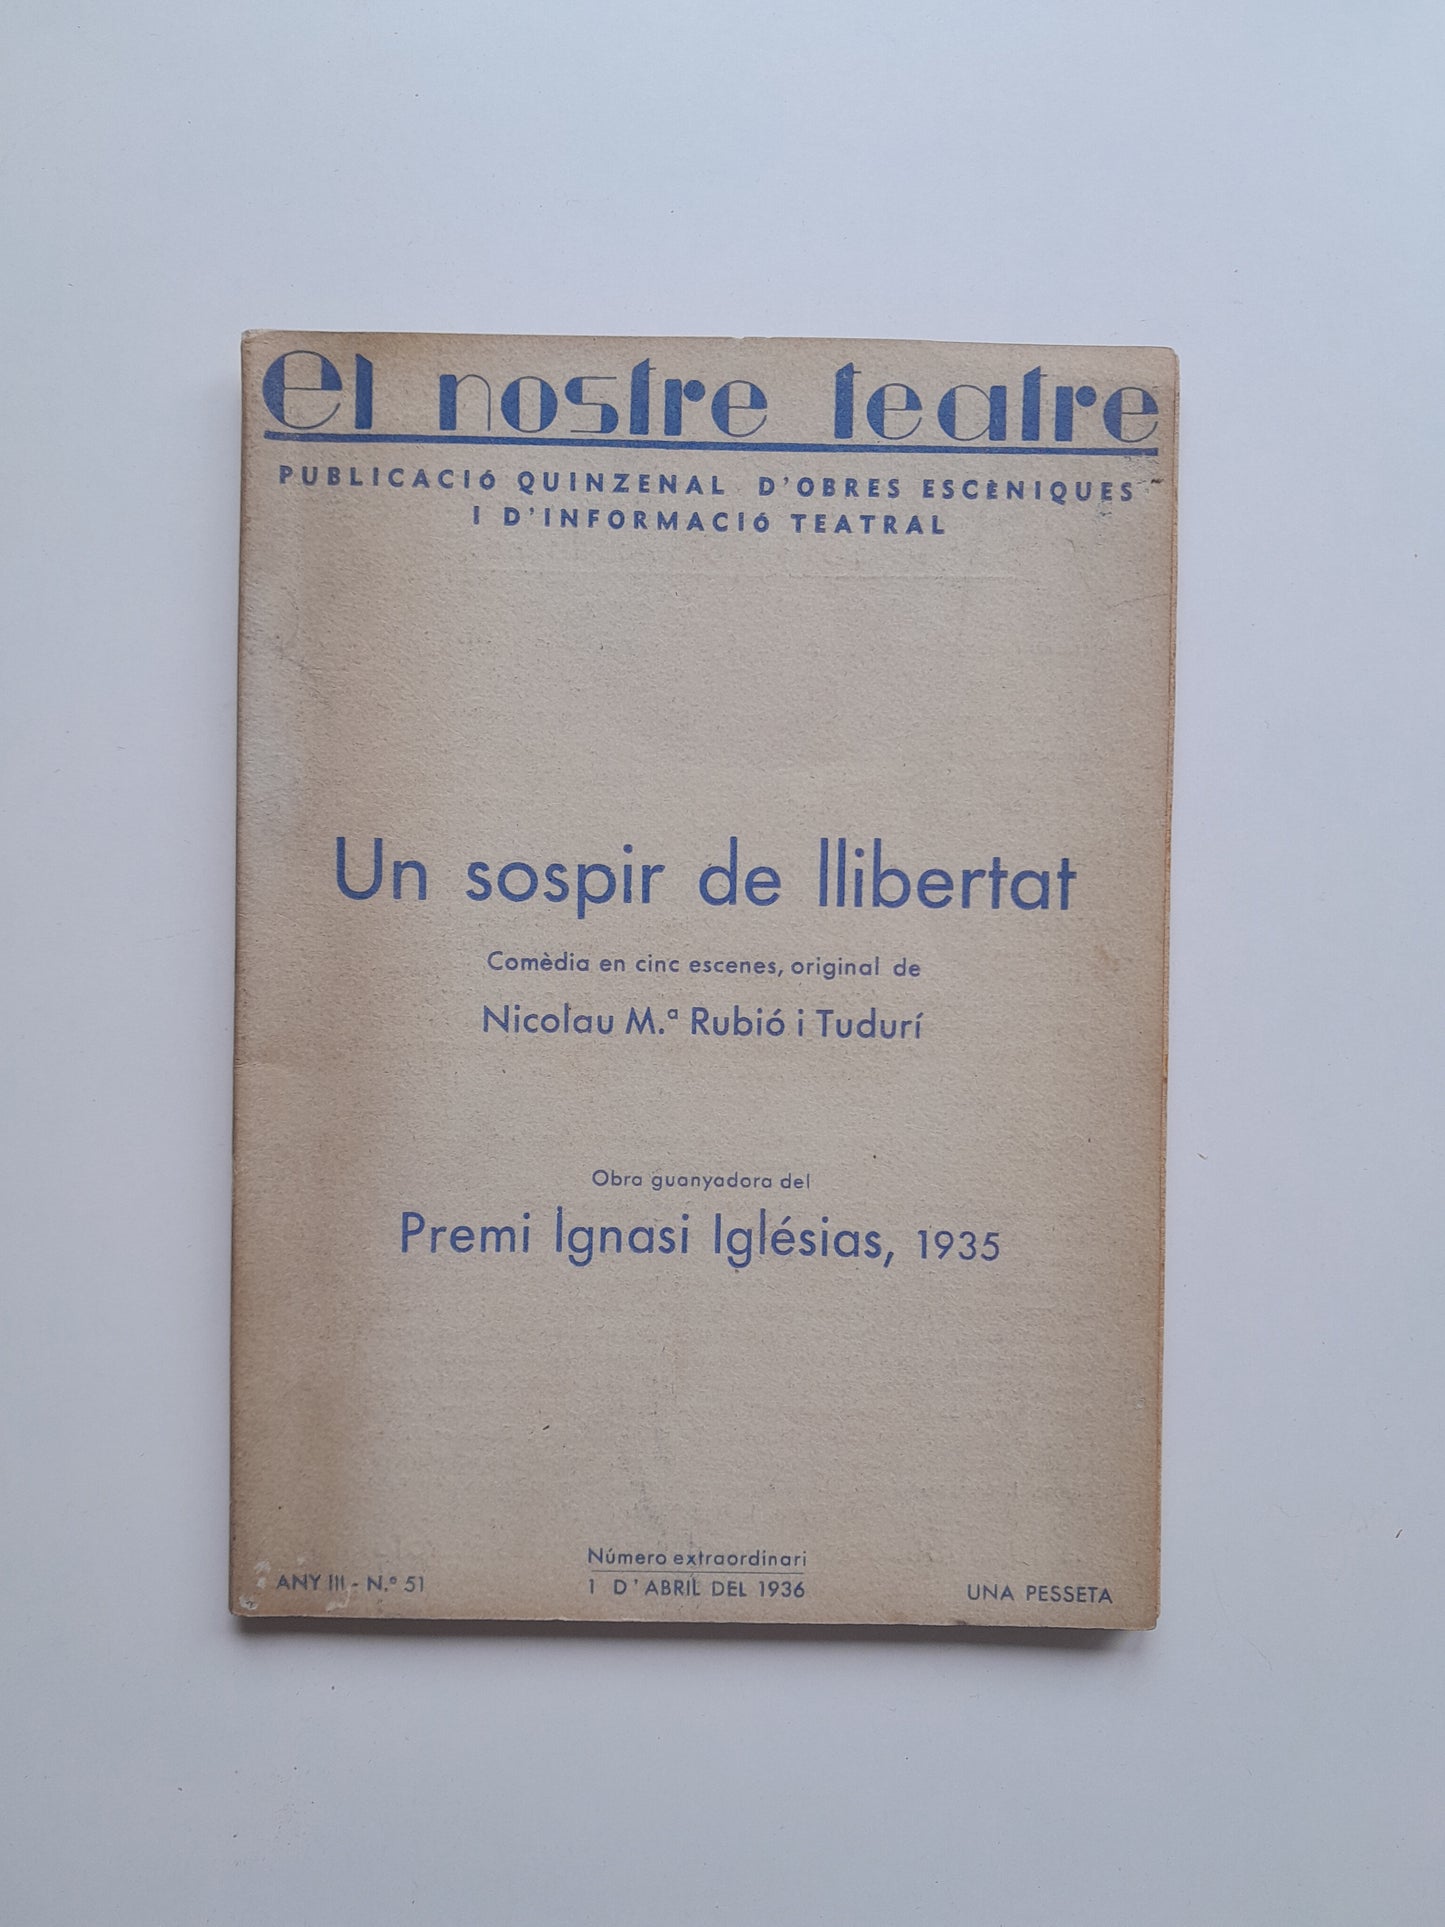 el nostre teatre
PUBLICACIÓ QUINZENAL D'OBRES ESCÈNIQUES
I D'INFORMACIÓ TEATRAL
Un sospir de llibertat
Comèdia en cinc escenes, original de
Nicolau M.ª Rubió i Tudurí
Obra guanyadora del
Premi Ignasi Iglésias, 1935
Número extraordinari
ANY III - N.º 51
1 D'ABRIL DEL 1936
UNA PESSETA